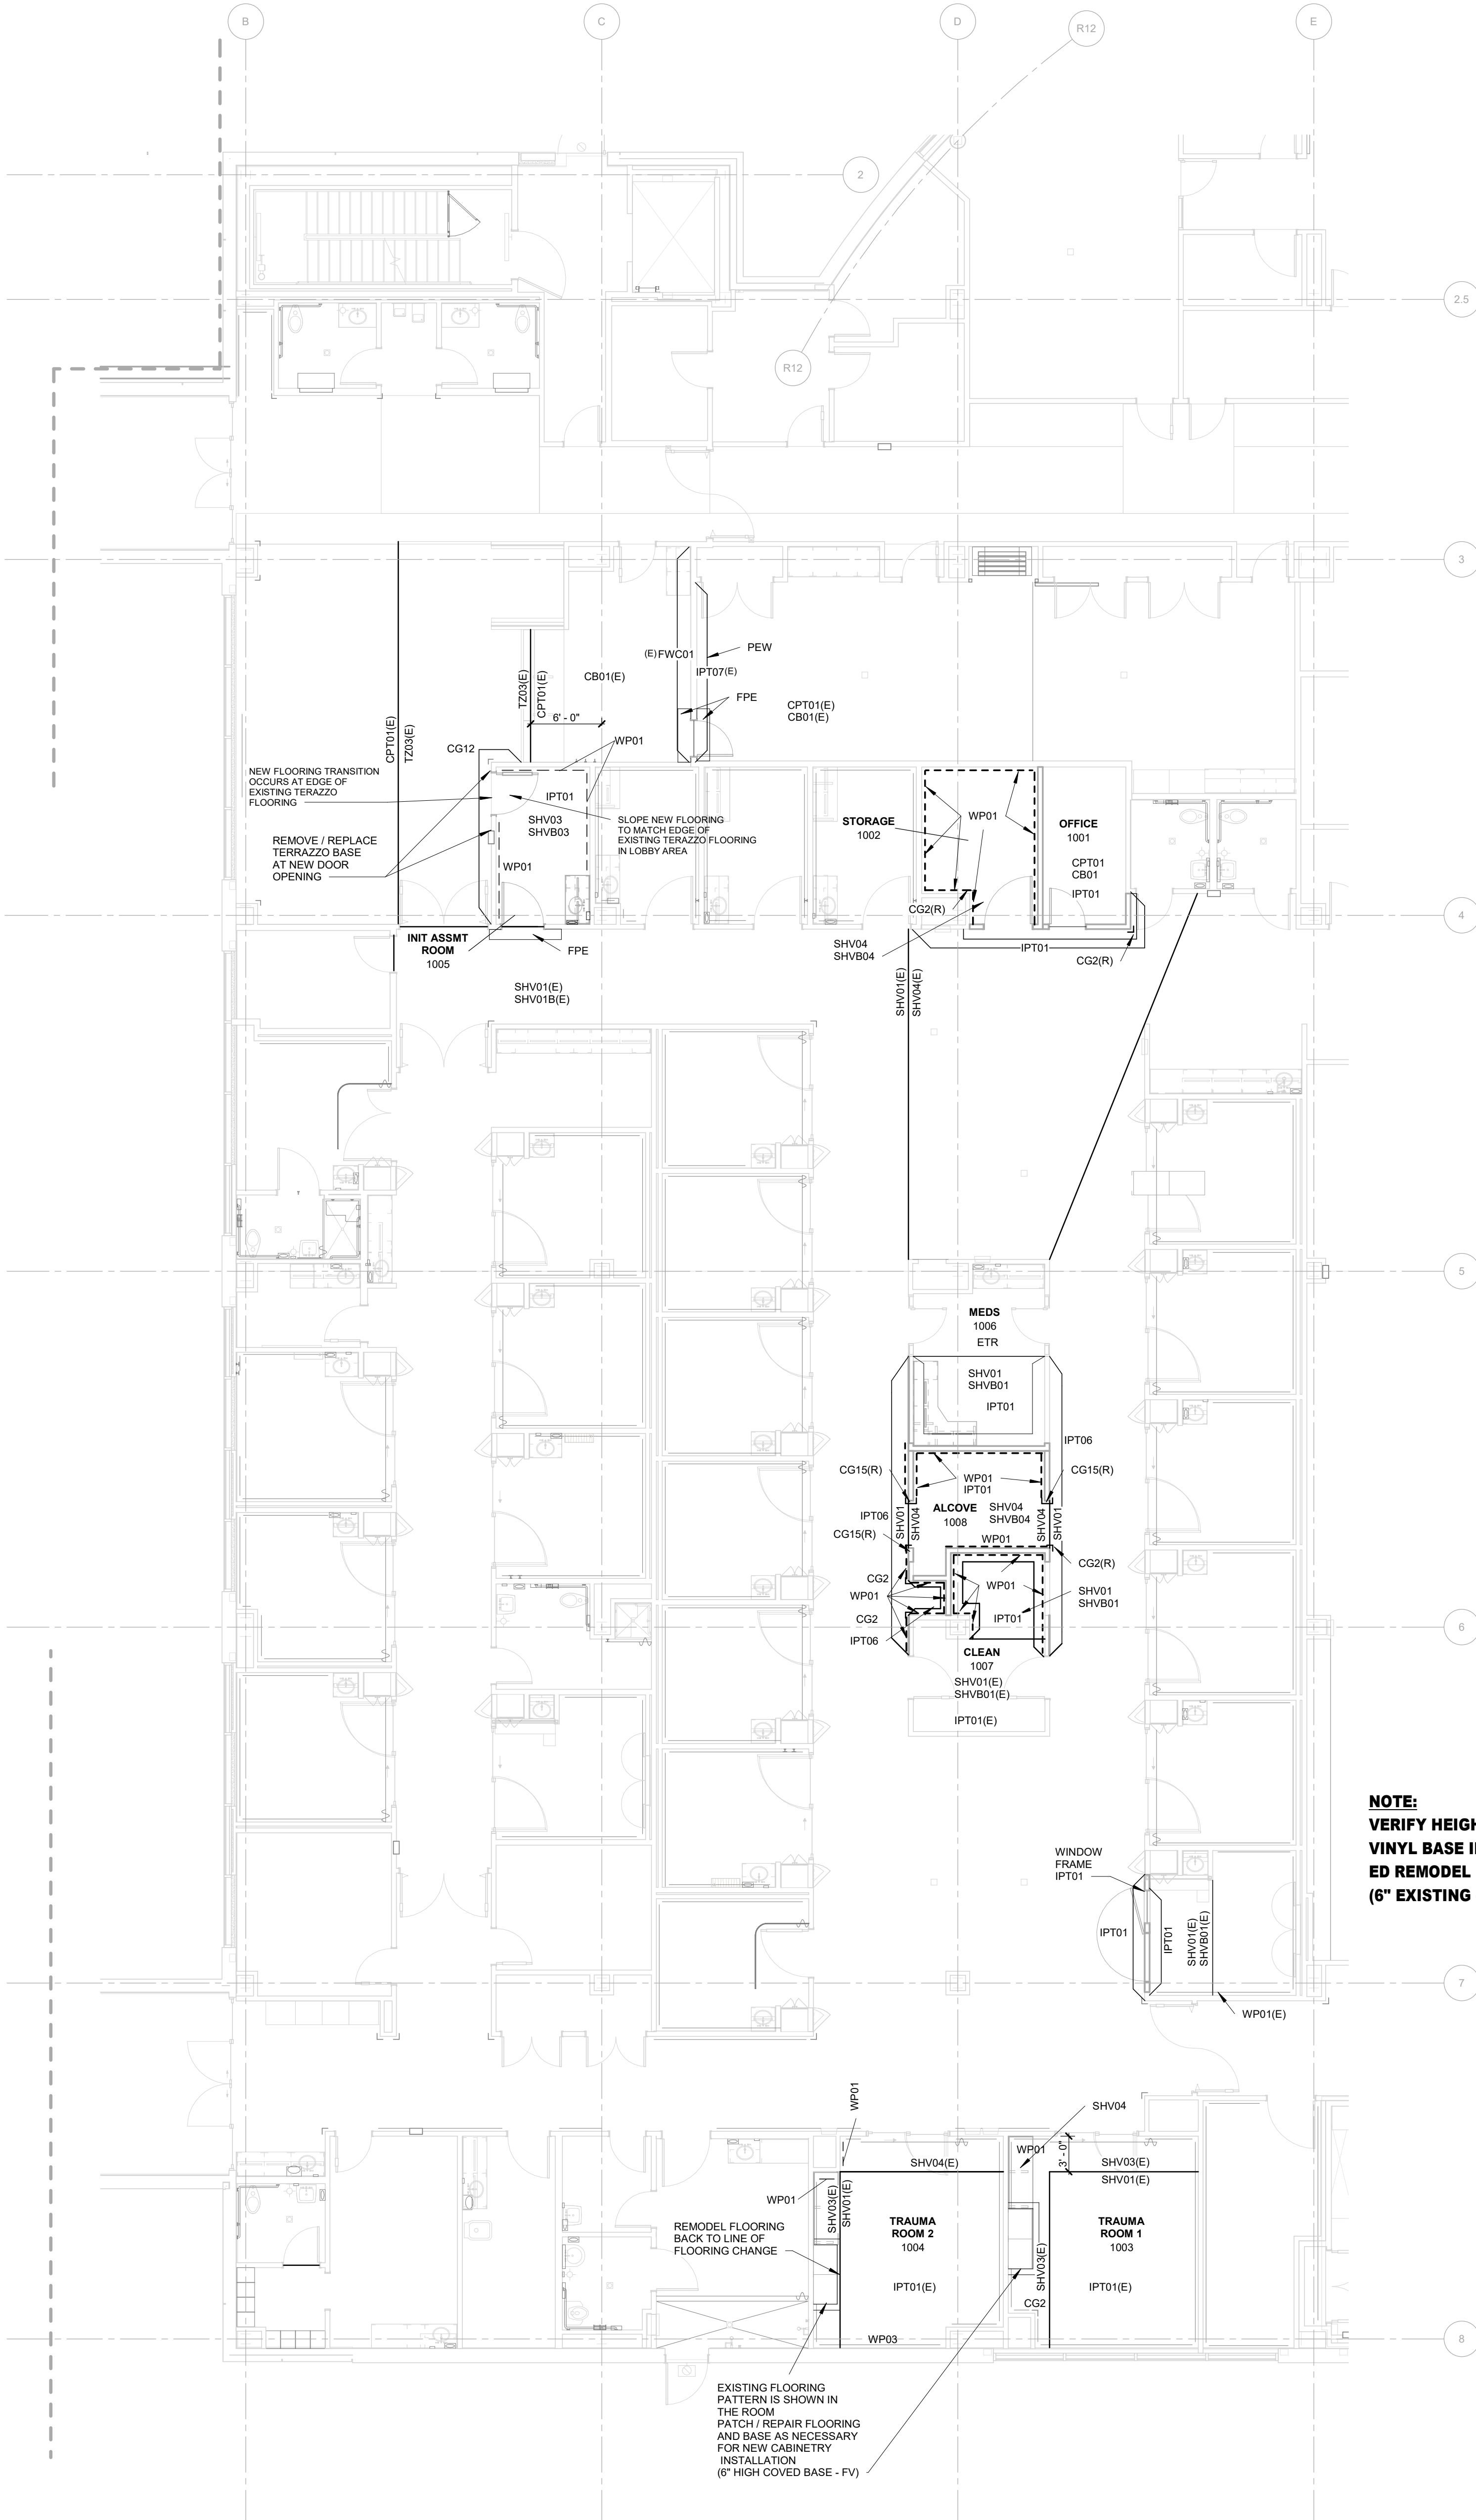 B
C
D
R12
E
2
2.5
R12
3
(E) FWC01
PEW
IPT07(E)
TZ03(E)
CPT01(E)
CB01(E)
FPE
CPT01(E)
CB01(E)
6' - 0"
CPT01(E)
TZ03(E)
CG12
WP01
NEW FLOORING TRANSITION
OCCURS AT EDGE OF
EXISTING TERAZZO
FLOORING
IPT01
SHV03
SHVB03
SLOPE NEW FLOORING
TO MATCH EDGE OF
EXISTING TERAZZO FLOORING
IN LOBBY AREA
REMOVE / REPLACE
TERRAZZO BASE
AT NEW DOOR
OPENING
WP01
STORAGE
1002
WP01
OFFICE
1001
CPT01
CB01
IPT01
CG2(R)
4
INIT ASSMT
ROOM
1005
FPE
SHV04
SHVB04
IPT01
CG2(R)
SHV01(E)
SHV01B(E)
SHV01(E)
SHV04(E)
5
MEDS
1006
ETR
SHV01
SHVB01
IPT01
IPT06
CG15(R)
WP01
IPT01
CG15(R)
IPT06
SHV01
SHV04
ALCOVE
1008
SHV04
SHVB04
SHV04
SHV01
CG15(R)
WP01
CG2(R)
CG2
WP01
WP01
SHV01
SHVB01
CG2
IPT01
IPT06
6
CLEAN
1007
SHV01(E)
SHVB01(E)
IPT01(E)
NOTE:
VERIFY HEIGH
VINYL BASE I
ED REMODEL
(6" EXISTING
WINDOW
FRAME
IPT01
IPT01
IPT01
SHV01(E)
SHVB01(E)
7
WP01(E)
WP01
SHV04
WP01
3' - 0"
SHV04(E)
SHV03(E)
SHV01(E)
WP01
SHV03(E)
SHV01(E)
REMODEL FLOORING
BACK TO LINE OF
FLOORING CHANGE
TRAUMA
ROOM 2
1004
TRAUMA
ROOM 1
1003
SHV03(E)
IPT01(E)
IPT01(E)
CG2
WP03
8
EXISTING FLOORING
PATTERN IS SHOWN IN
THE ROOM
PATCH / REPAIR FLOORING
AND BASE AS NECESSARY
FOR NEW CABINETRY
INSTALLATION
(6" HIGH COVED BASE - FV)